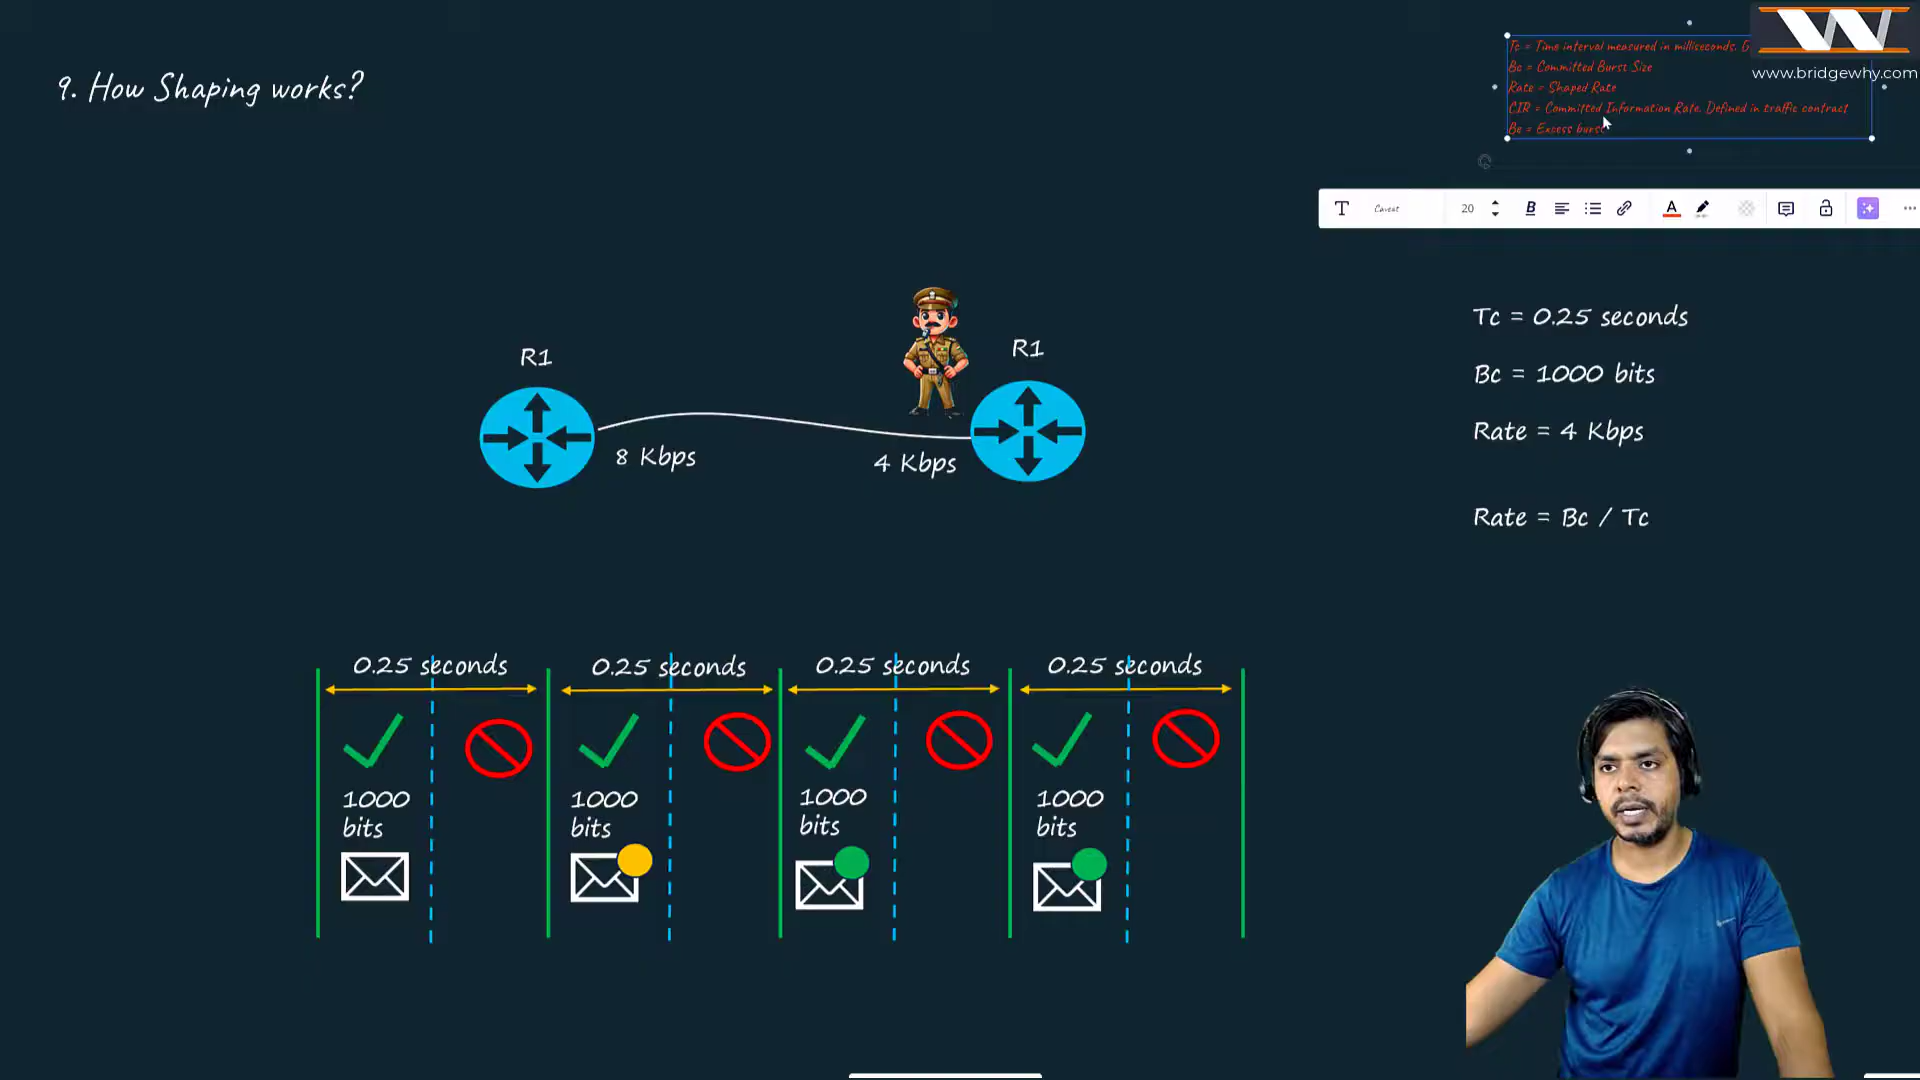 9. How Shaping works?
Tc = Time interval measured in milliseconds.
Bc = Committed Burst Size
Rate = Shaped Rate
CIR = Committed Information Rate. Defined in traffic contract
Be = Excess burst
www.bridgewhy.com
Caveat
20
B
A
R1
R1
8 Kbps
4 Kbps
Tc = 0.25 seconds
Bc = 1000 bits
Rate = 4 Kbps
Rate = Bc / Tc
0.25 seconds
0.25 seconds
0.25 seconds
0.25 seconds
1000
bits
1000
bits
1000
bits
1000
bits